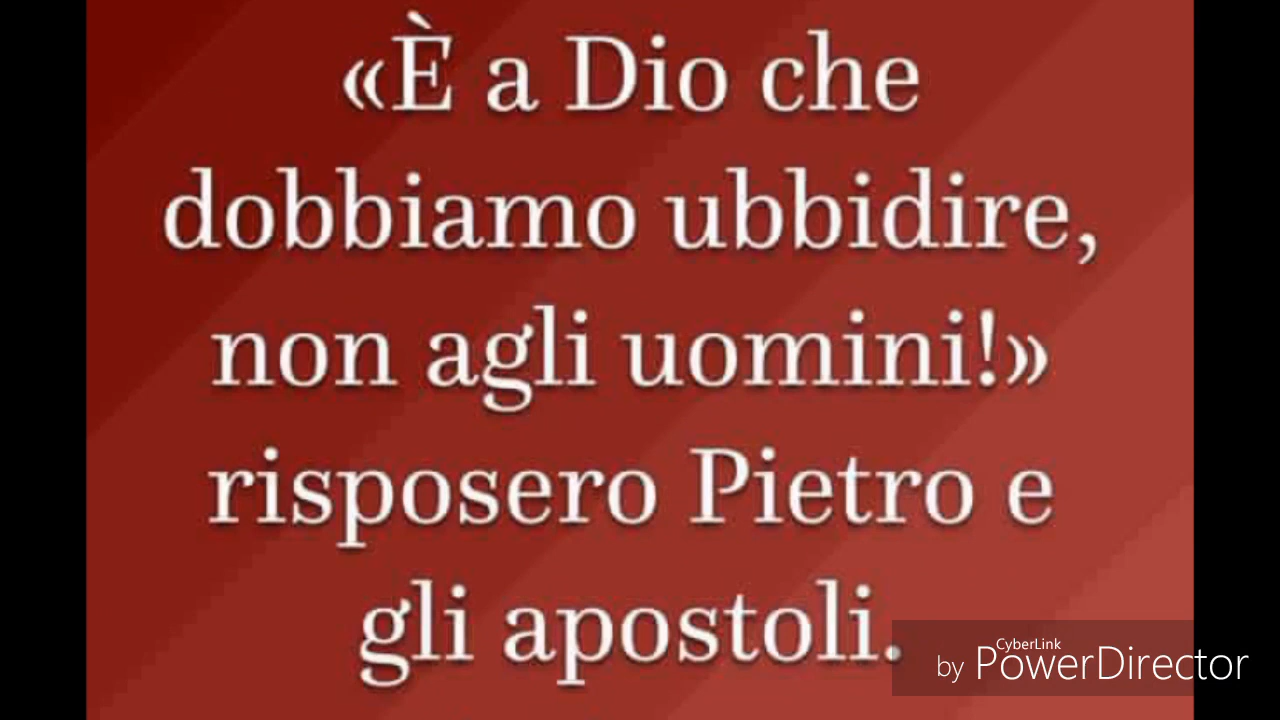 «È a Dio che
dobbiamo ubbidire,
non agli uomini!»
risposero Pietro e
gli apostoli.
CyberLink
by PowerDirector